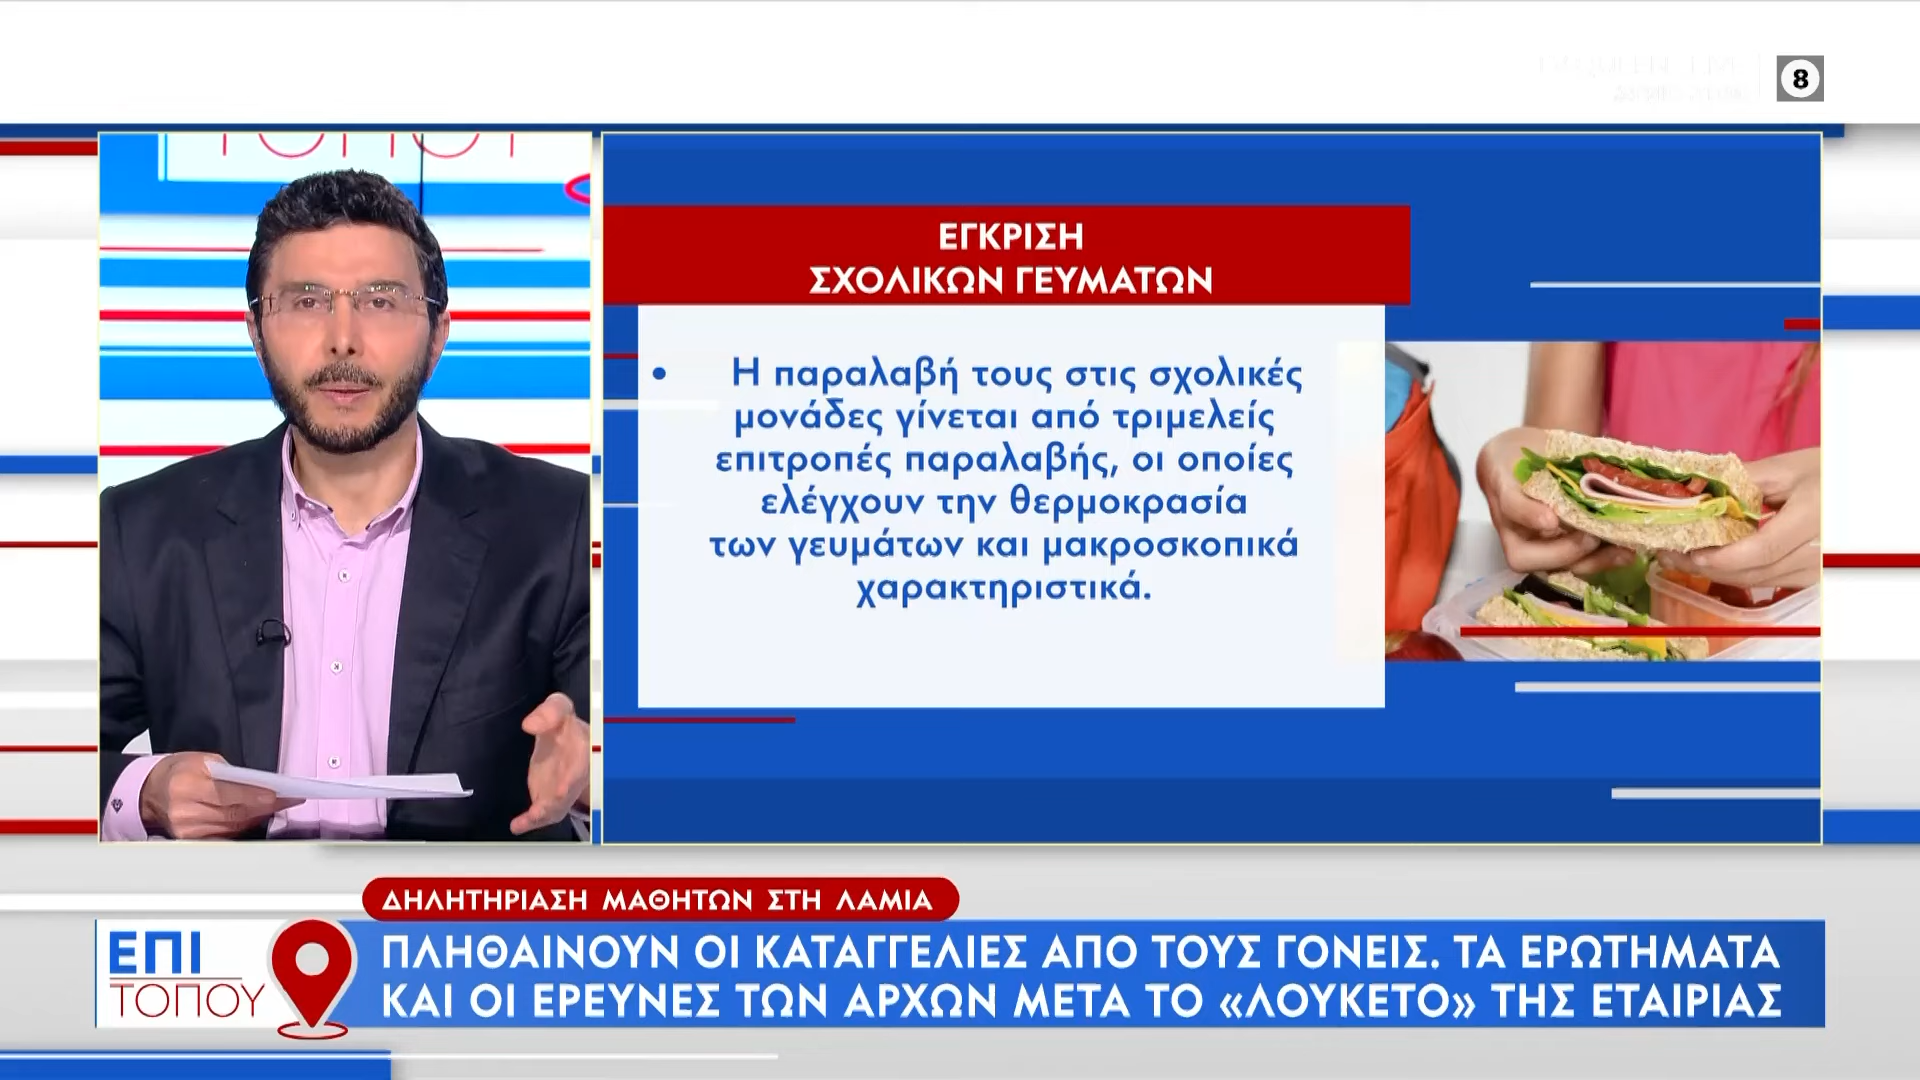 ΤΟΠΟΥ
8
ΕΓΚΡΙΣΗ
ΣΧΟΛΙΚΩΝ ΓΕΥΜΑΤΩΝ
• Η παραλαβή τους στις σχολικές
μονάδες γίνεται από τριμελείς
επιτροπές παραλαβής, οι οποίες
ελέγχουν την θερμοκρασία
των γευμάτων και μακροσκοπικά
χαρακτηριστικά.
ΔΗΛΗΤΗΡΙΑΣΗ ΜΑΘΗΤΩΝ ΣΤΗ ΛΑΜΙΑ
ΕΠΙ
ΤΟΠΟΥ
ΠΛΗΘΑΙΝΟΥΝ ΟΙ ΚΑΤΑΓΓΕΛΙΕΣ ΑΠΟ ΤΟΥΣ ΓΟΝΕΙΣ. ΤΑ ΕΡΩΤΗΜΑΤΑ
ΚΑΙ ΟΙ ΕΡΕΥΝΕΣ ΤΩΝ ΑΡΧΩΝ ΜΕΤΑ ΤΟ «ΛΟΥΚΕΤΟ» ΤΗΣ ΕΤΑΙΡΙΑΣ